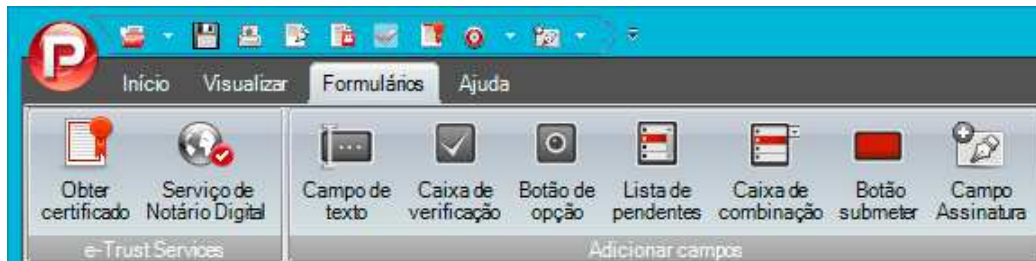 P
Início Visualizar Formulários Ajuda
Obter Serviço de Campo de Caixa de Botão de Lista de Caixa de Botão Campo
certificado Notário Digital texto verificação opção pendentes combinação submeter Assinatura
e-Trust Services Adicionar campos